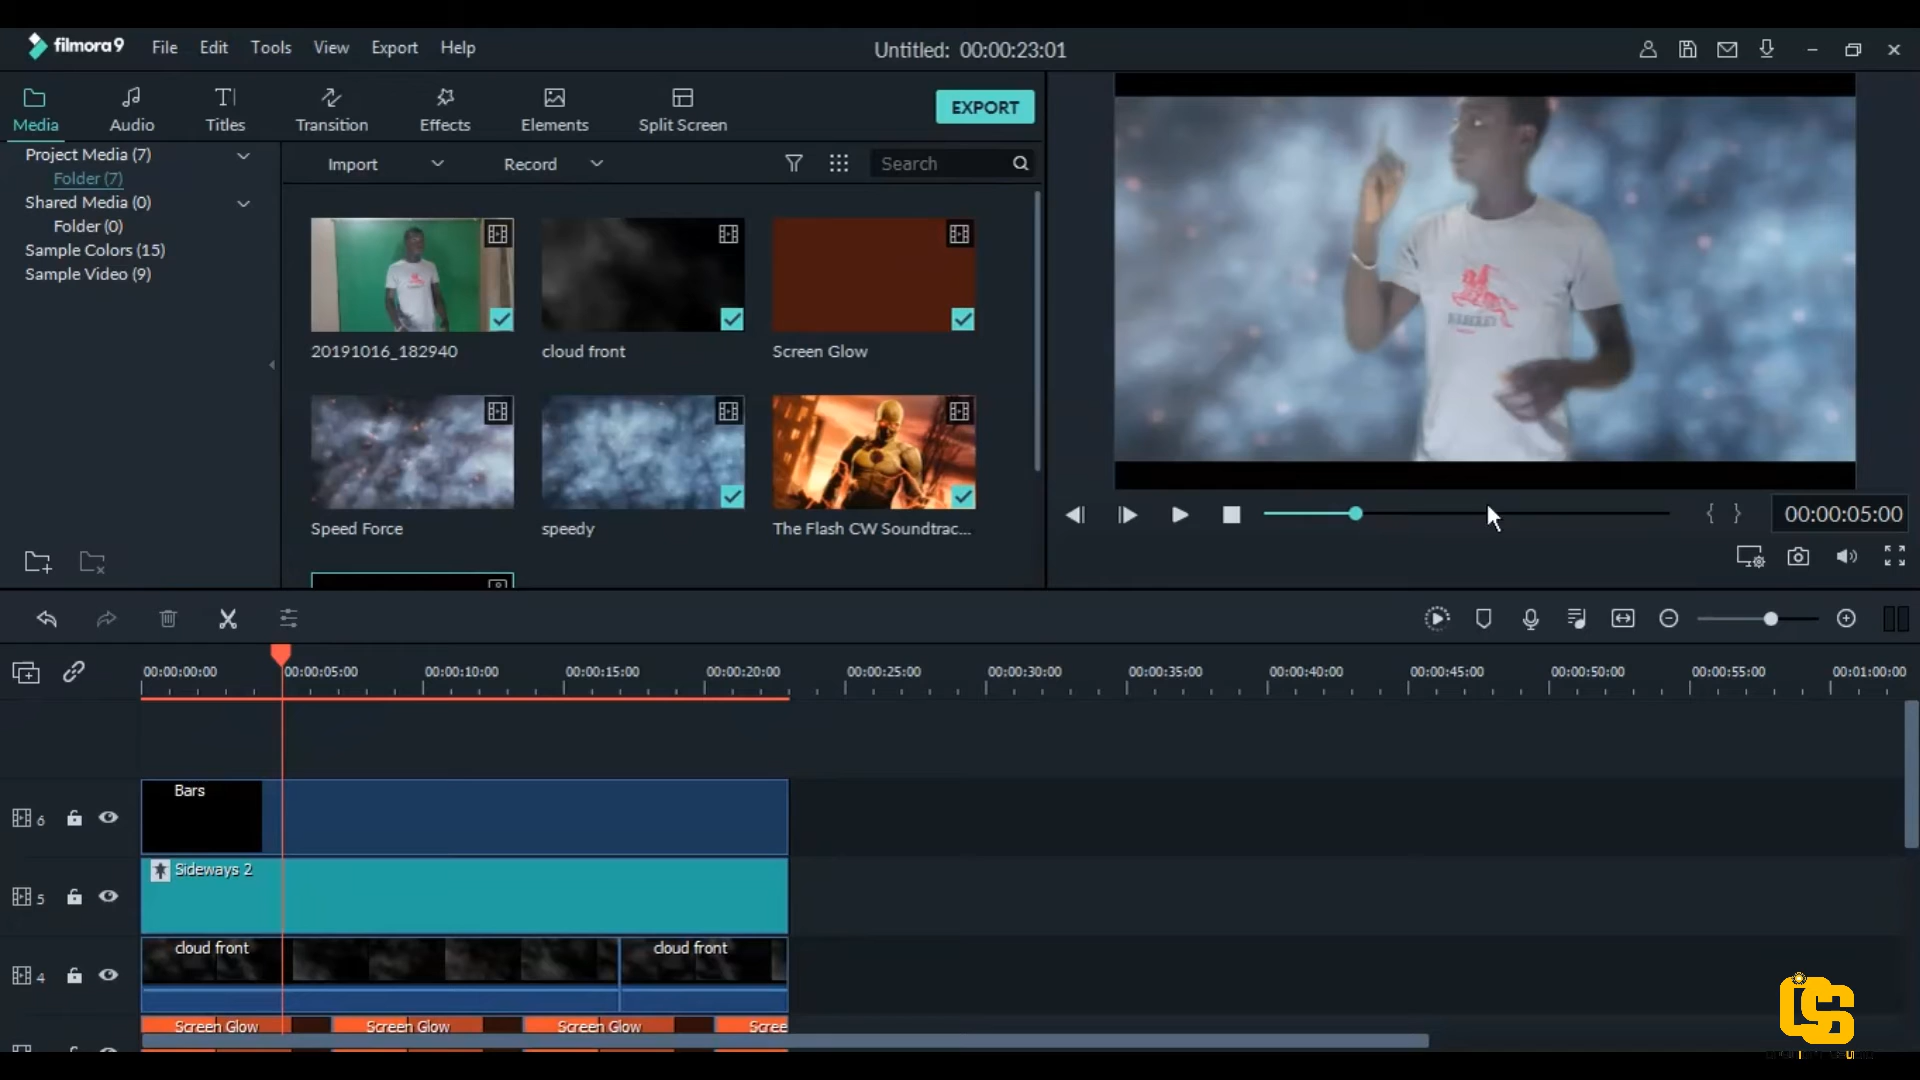 filmora9 File Edit Tools View Export Help
Untitled: 00:00:23:01
Media Audio Titles Transition Effects Elements Split Screen
EXPORT
Project Media (7)
Folder (7)
Shared Media (0)
Folder (0)
Sample Colors (15)
Sample Video (9)
Import Record Search
20191016_182940
cloud front
Screen Glow
Speed Force
speedy
The Flash CW Soundtrac...
00:00:05:00
00:00:00:00 00:00:05:00 00:00:10:00 00:00:15:00 00:00:20:00 00:00:25:00 00:00:30:00 00:00:35:00 00:00:40:00 00:00:45:00 00:00:50:00 00:00:55:00 00:01:00:00
6 Bars
5 Sideways 2
4 cloud front cloud front
Screen Glow Screen Glow Screen Glow Scree